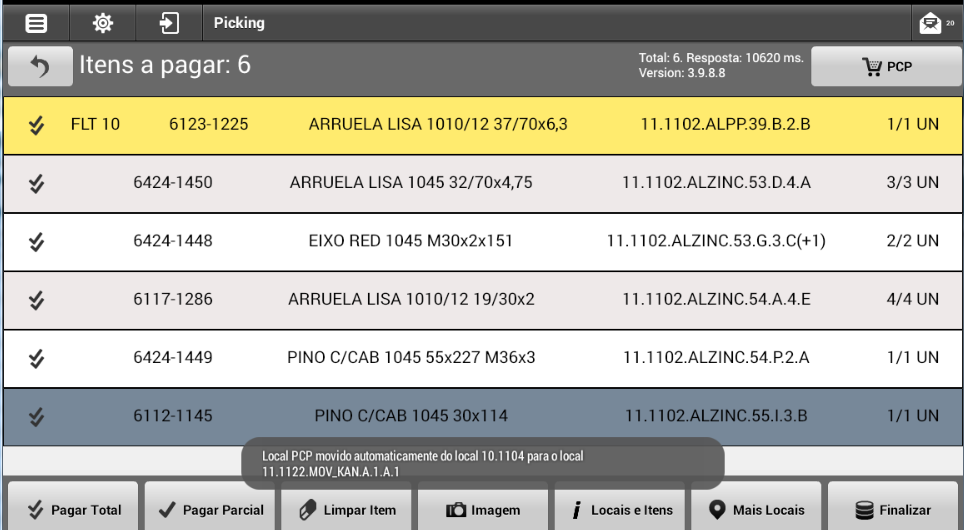 Picking
20
Itens a pagar: 6
Total: 6. Resposta: 10620 ms.
Version: 3.9.8.8
PCP
FLT 10 6123-1225 ARRUELA LISA 1010/12 37/70x6,3 11.1102.ALPP.39.B.2.B 1/1 UN
6424-1450 ARRUELA LISA 1045 32/70x4,75 11.1102.ALZINC.53.D.4.A 3/3 UN
6424-1448 EIXO RED 1045 M30x2x151 11.1102.ALZINC.53.G.3.C(+1) 2/2 UN
6117-1286 ARRUELA LISA 1010/12 19/30x2 11.1102.ALZINC.54.A.4.E 4/4 UN
6424-1449 PINO C/CAB 1045 55x227 M36x3 11.1102.ALZINC.54.P.2.A 1/1 UN
6112-1145 PINO C/CAB 1045 30x114 11.1102.ALZINC.55.I.3.B 1/1 UN
Local PCP movido automaticamente do local 10.1104 para o local
11.1122.MOV_KAN.A.1.A.1
Pagar Total Pagar Parcial Limpar Item Imagem Locais e Itens Mais Locais Finalizar